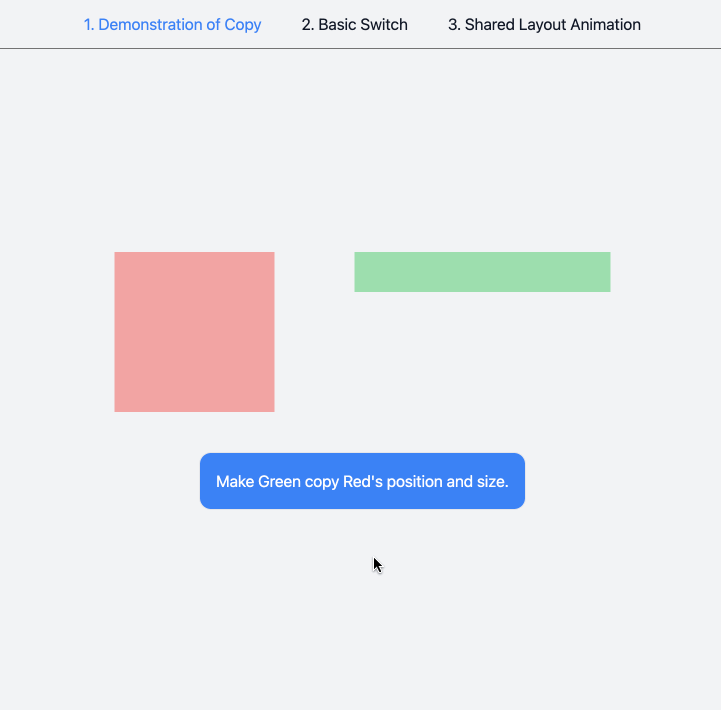 1. Demonstration of Copy 2. Basic Switch 3. Shared Layout Animation
Make Green copy Red's position and size.